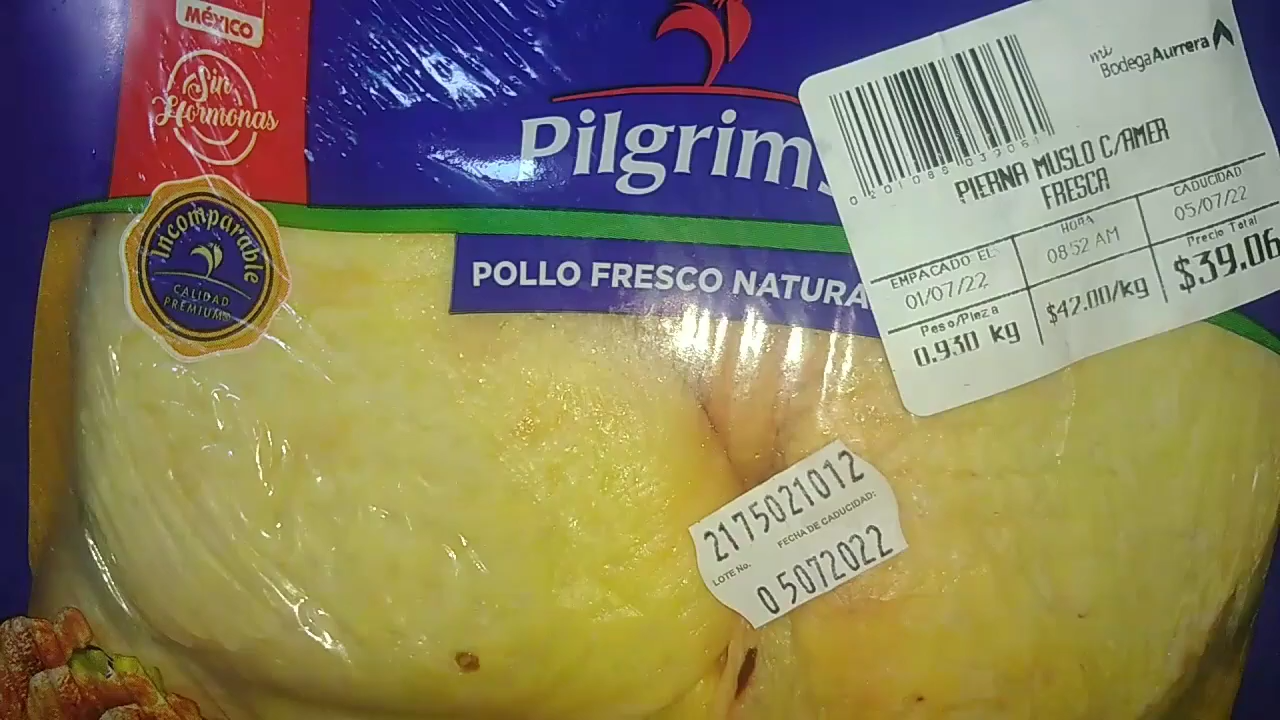 MÉXICO
Sin
Hormonas
Pilgrim's
POLLO FRESCO NATURA
Incomparable
CALIDAD
PREMIUM
mi
Bodega Aurrera
PIERNA MUSLO C/AMER
FRESCA
EMPACADO EL
01/07/22
HORA
08:52 AM
CADUCIDAD
05/07/22
Peso/Pieza
0.930 kg
$42.00/kg
Precio Total
$39.06
2175021012
LOTE No.
FECHA DE CADUCIDAD:
05072022